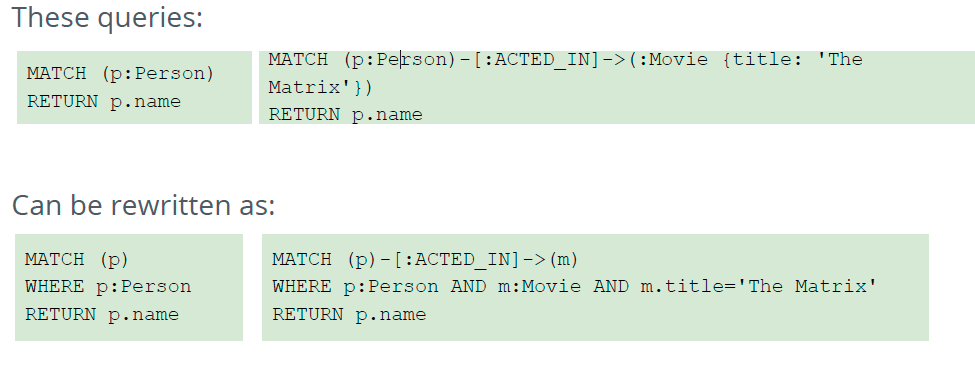 These queries:
MATCH (p:Person)
RETURN p.name
MATCH (p:Person)-[:ACTED_IN]->(:Movie {title: 'The
Matrix'})
RETURN p.name
Can be rewritten as:
MATCH (p)
WHERE p:Person
RETURN p.name
MATCH (p)-[:ACTED_IN]->(m)
WHERE p:Person AND m:Movie AND m.title='The Matrix'
RETURN p.name